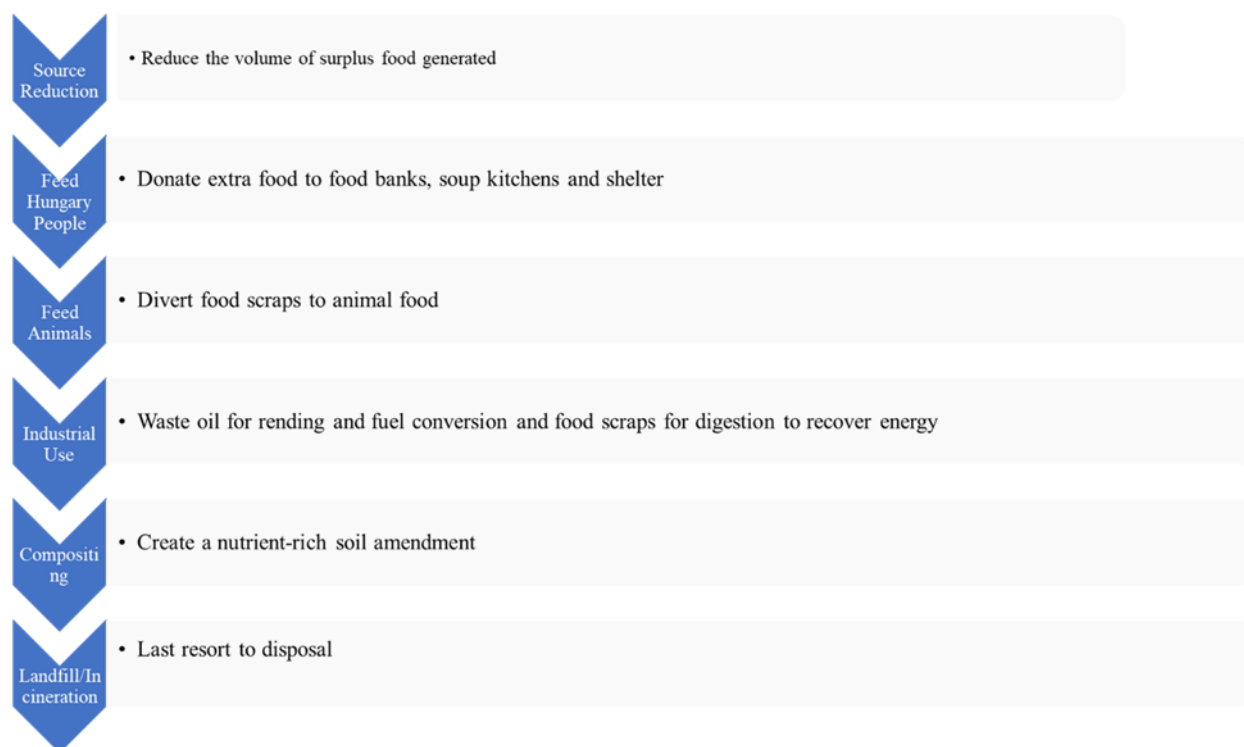 Source
Reduction
• Reduce the volume of surplus food generated
Feed
Hungary
People
• Donate extra food to food banks, soup kitchens and shelter
Feed
Animals
• Divert food scraps to animal food
Industrial
Use
• Waste oil for rending and fuel conversion and food scraps for digestion to recover energy
Compositi
ng
• Create a nutrient-rich soil amendment
Landfill/In
cineration
• Last resort to disposal